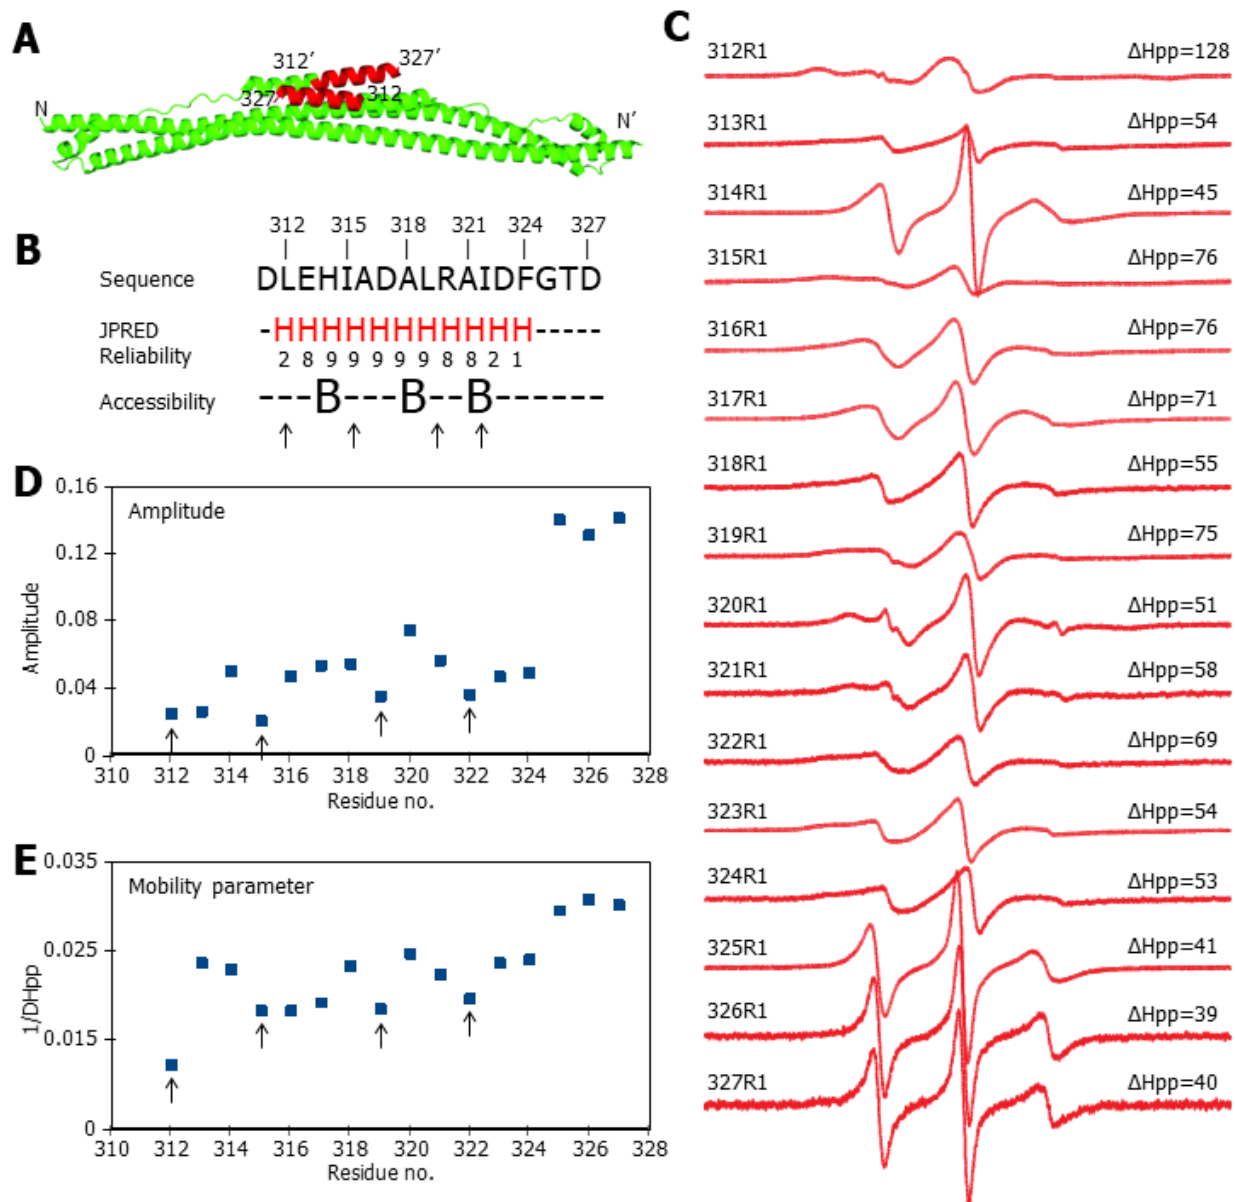 A
312′
327′
327
312
N
N′
B
312 315 318 321 324 327
Sequence DLEHIADALRAIDFGTD
JPRED -HHHHHHHHHHH-----
Reliability 2 8 9 9 9 9 9 8 8 2 1
Accessibility ---B---B--B-----
C
312R1 ΔHpp=128
313R1 ΔHpp=54
314R1 ΔHpp=45
315R1 ΔHpp=76
316R1 ΔHpp=76
317R1 ΔHpp=71
318R1 ΔHpp=55
319R1 ΔHpp=75
320R1 ΔHpp=51
321R1 ΔHpp=58
322R1 ΔHpp=69
323R1 ΔHpp=54
324R1 ΔHpp=53
325R1 ΔHpp=41
326R1 ΔHpp=39
327R1 ΔHpp=40
D
Amplitude
Amplitude
0.16
0.12
0.08
0.04
0
310 312 314 316 318 320 322 324 326 328
Residue no.
E
Mobility parameter
1/DHpp
0.035
0.025
0.015
0
310 312 314 316 318 320 322 324 326 328
Residue no.